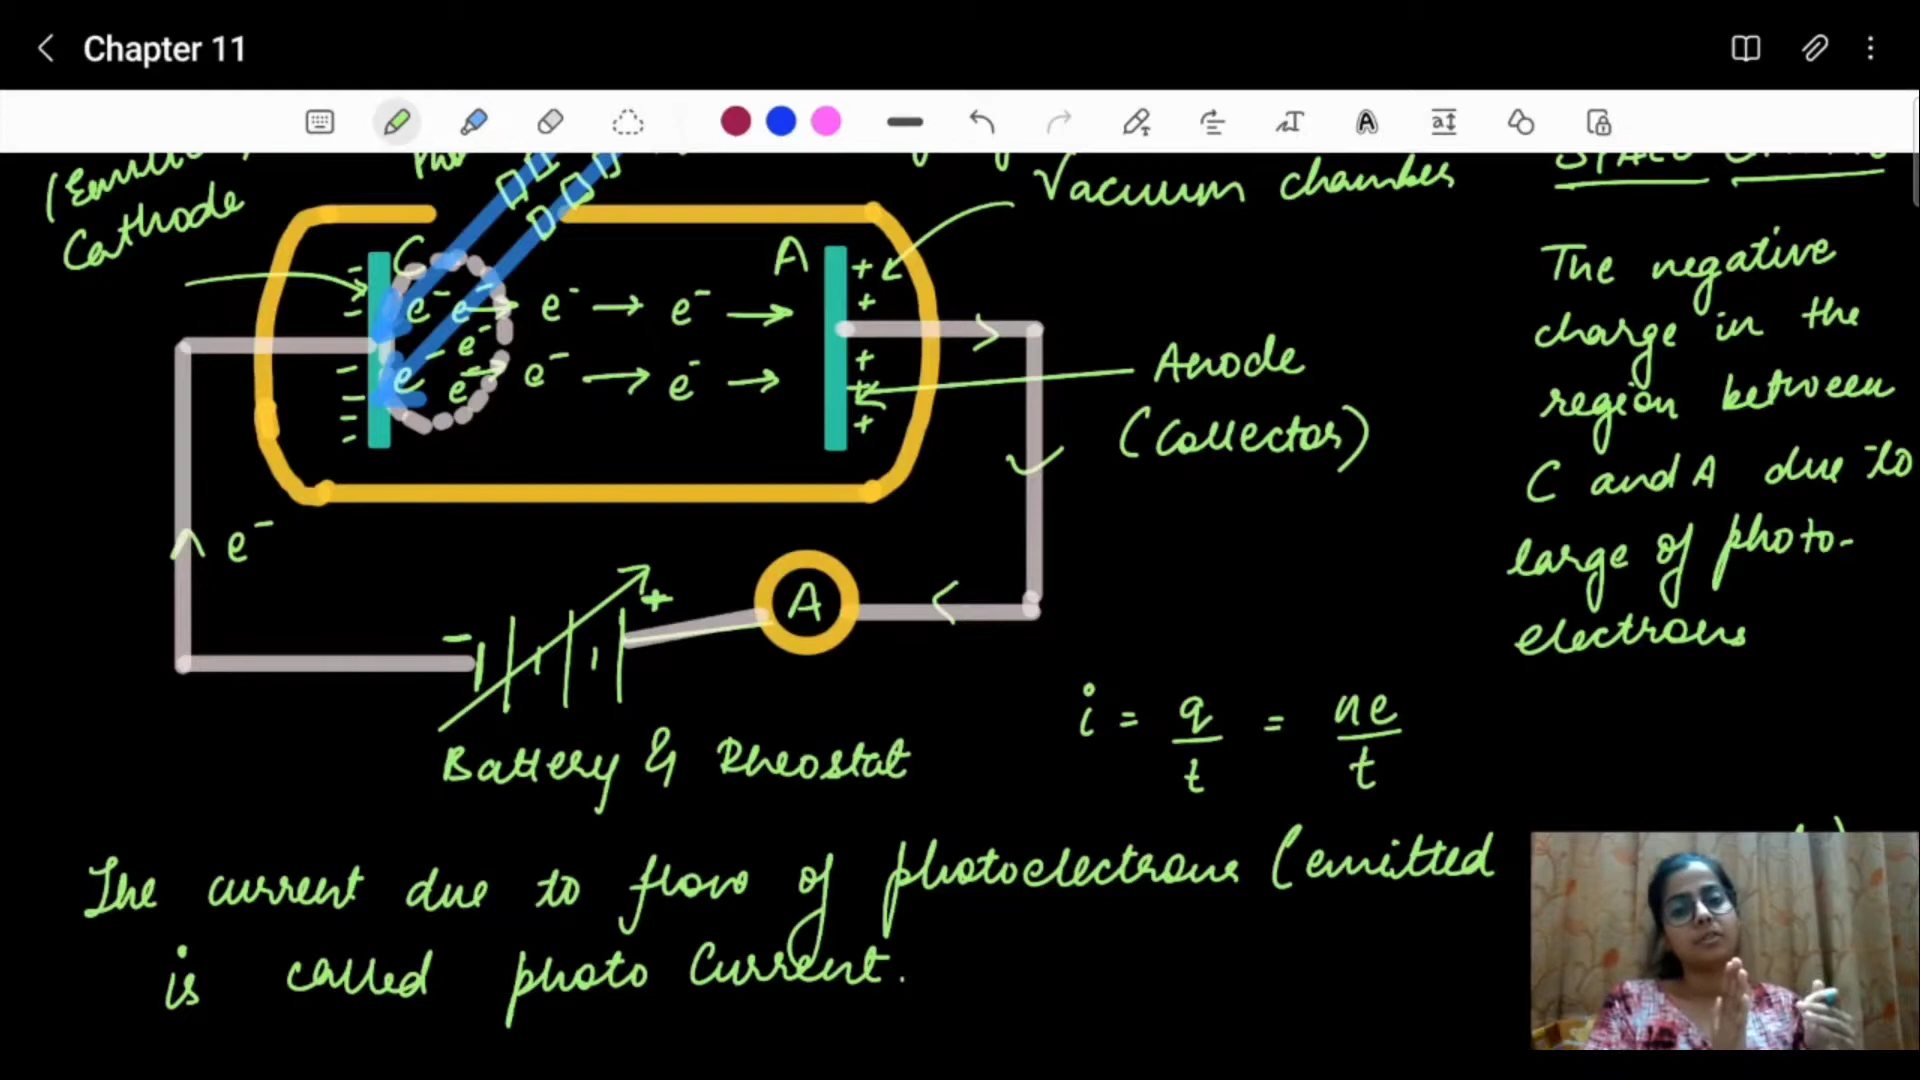 Chapter 11
Cathode
Vacuum chamber
C
A
- - - - - -
+ + + + +
e⁻ e⁻ → e⁻ → e⁻ →
e⁻
e⁻ e⁻ → e⁻ → e⁻ →
Anode
(Collector)
e⁻
- +
A
Battery & Rheostat
i = q/t = ne/t
The negative
charge in the
region between
C and A due to
large of photo-
electrons
The current due to flow of photoelectrons (emitted
is called photo current.